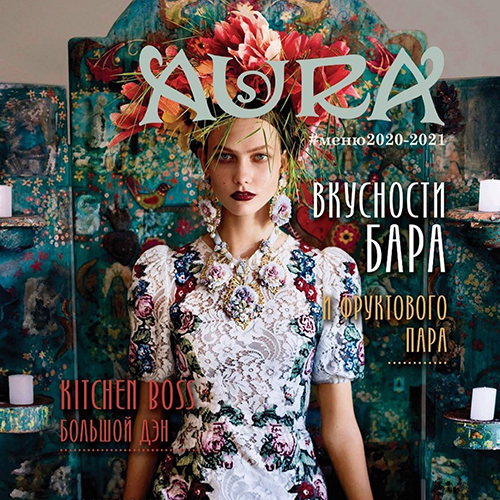 AURA
#меню2020-2021
ВКУСНОСТИ
БАРА
И ФРУКТОВОГО
ПАРА
KITCHEN BOSS
БОЛЬШОЙ ДЭН